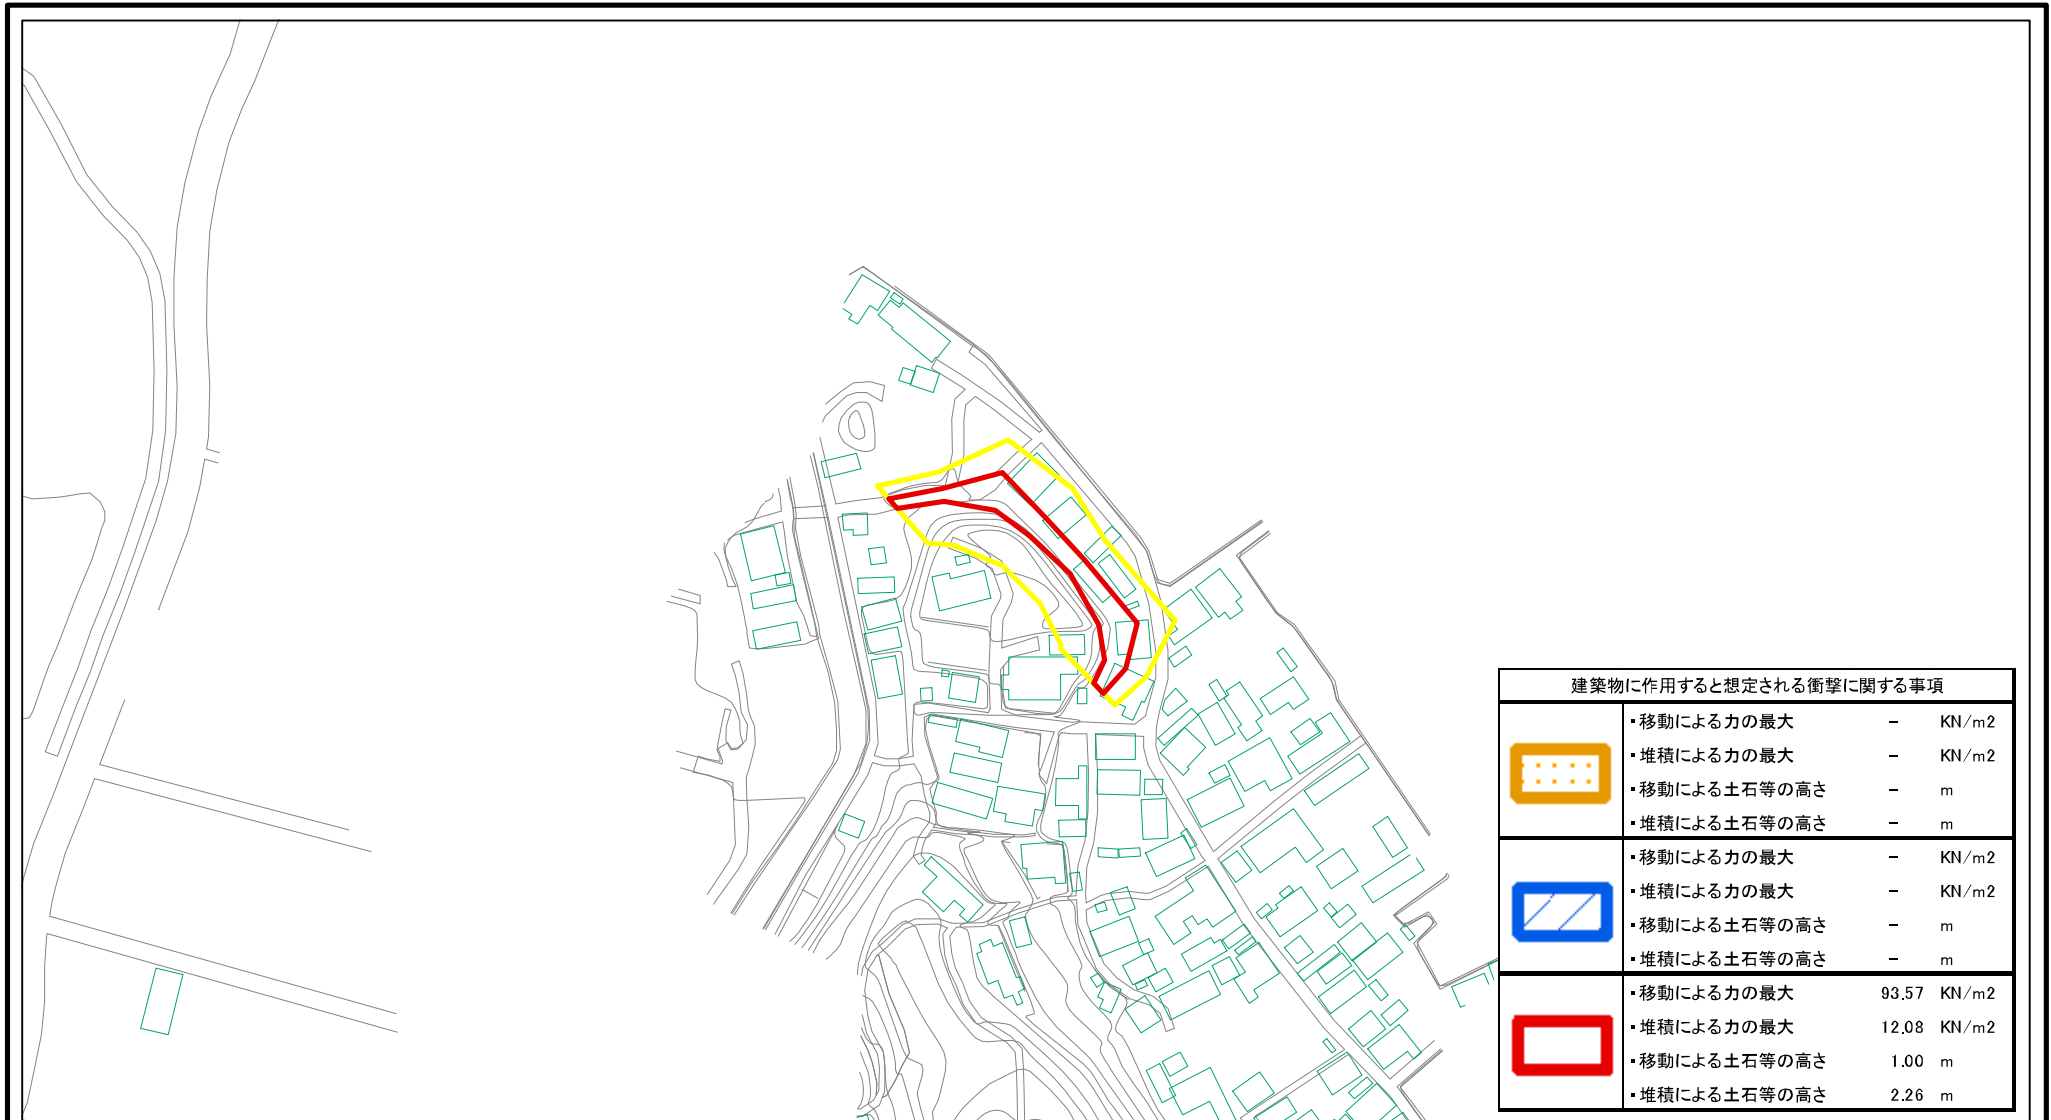 建築物に作用すると想定される衝撃に関する事項
・移動による力の最大 － KN/m2
・堆積による力の最大 － KN/m2
・移動による土石等の高さ － m
・堆積による土石等の高さ － m
・移動による力の最大 － KN/m2
・堆積による力の最大 － KN/m2
・移動による土石等の高さ － m
・堆積による土石等の高さ － m
・移動による力の最大 93.57 KN/m2
・堆積による力の最大 12.08 KN/m2
・移動による土石等の高さ 1.00 m
・堆積による土石等の高さ 2.26 m